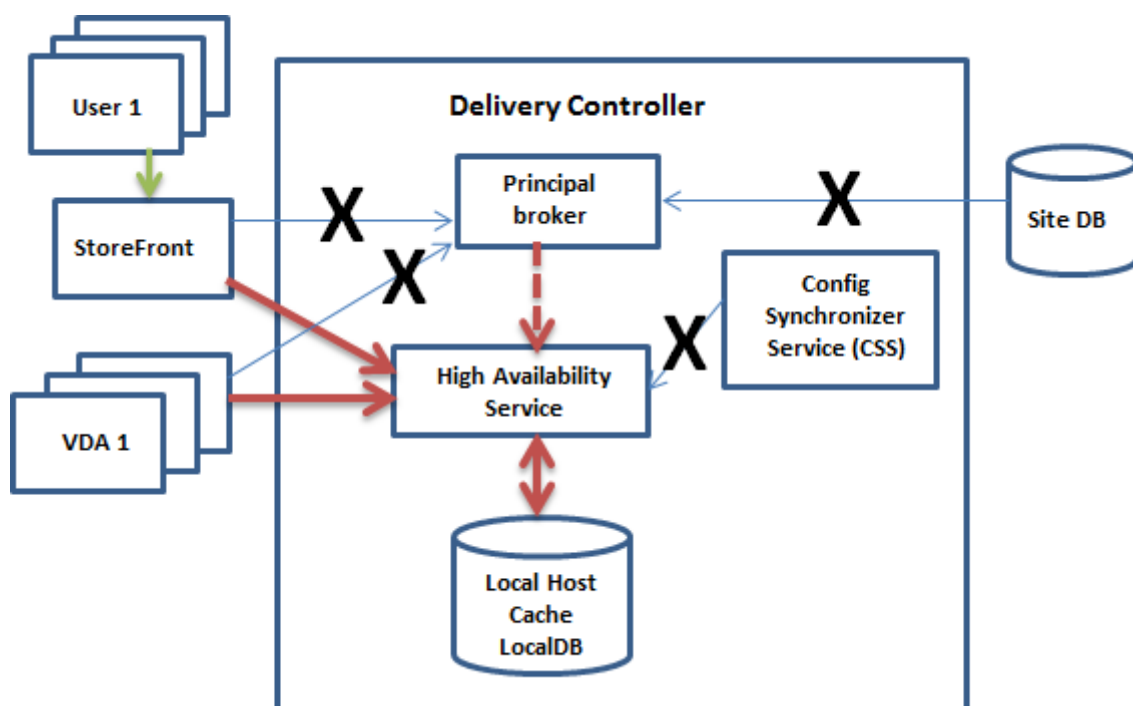 User 1
Delivery Controller
Principal
broker
X
X
StoreFront
Site DB
X
Config
Synchronizer
Service (CSS)
X
High Availability
Service
VDA 1
Local Host
Cache
LocalDB